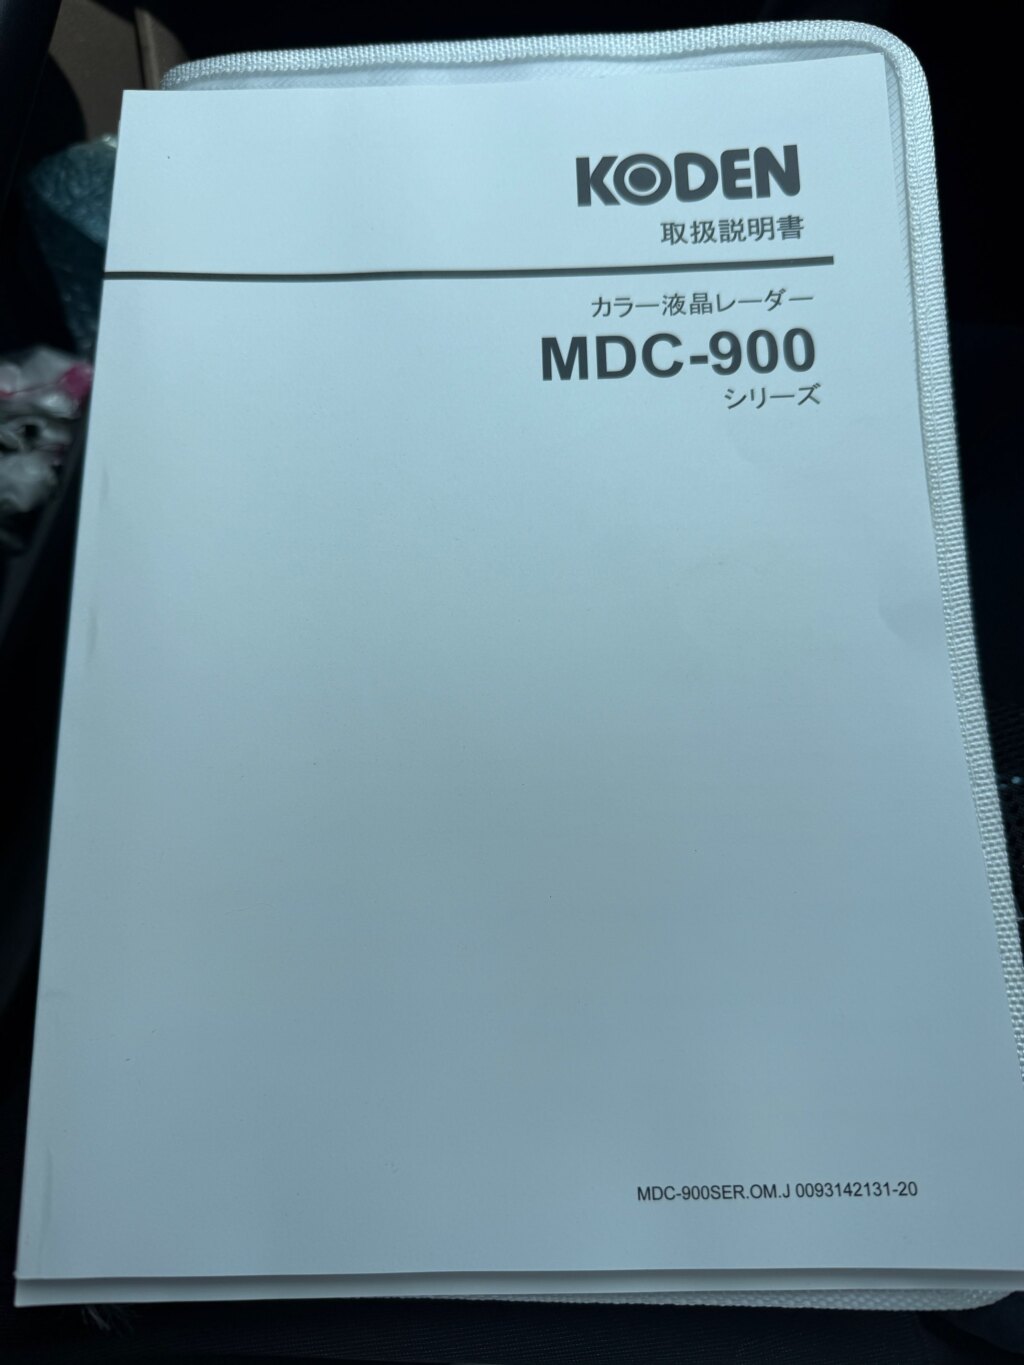 KODEN
取扱説明書
カラー液晶レーダー
MDC-900
シリーズ
MDC-900SER.OM.J 0093142131-20